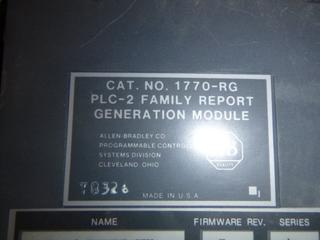 CAT. NO. 1770-RG
PLC-2 FAMILY REPORT
GENERATION MODULE
ALLEN-BRADLEY CO.
PROGRAMMABLE CONTROL
SYSTEMS DIVISION
CLEVELAND, OHIO
QUALITY
MADE IN U.S.A.
NAME FIRMWARE REV. SERIES